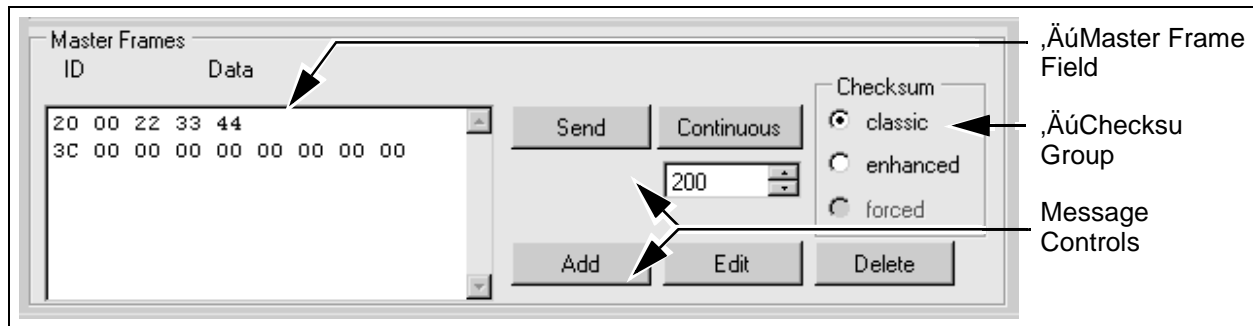 Master Frames
ID Data
20 00 22 33 44
3C 00 00 00 00 00 00 00 00
Send
Continuous
200
Add
Edit
Delete
Checksum
classic
enhanced
forced
‚ÄúMaster Frame
Field
‚ÄúChecksu
Group
Message
Controls